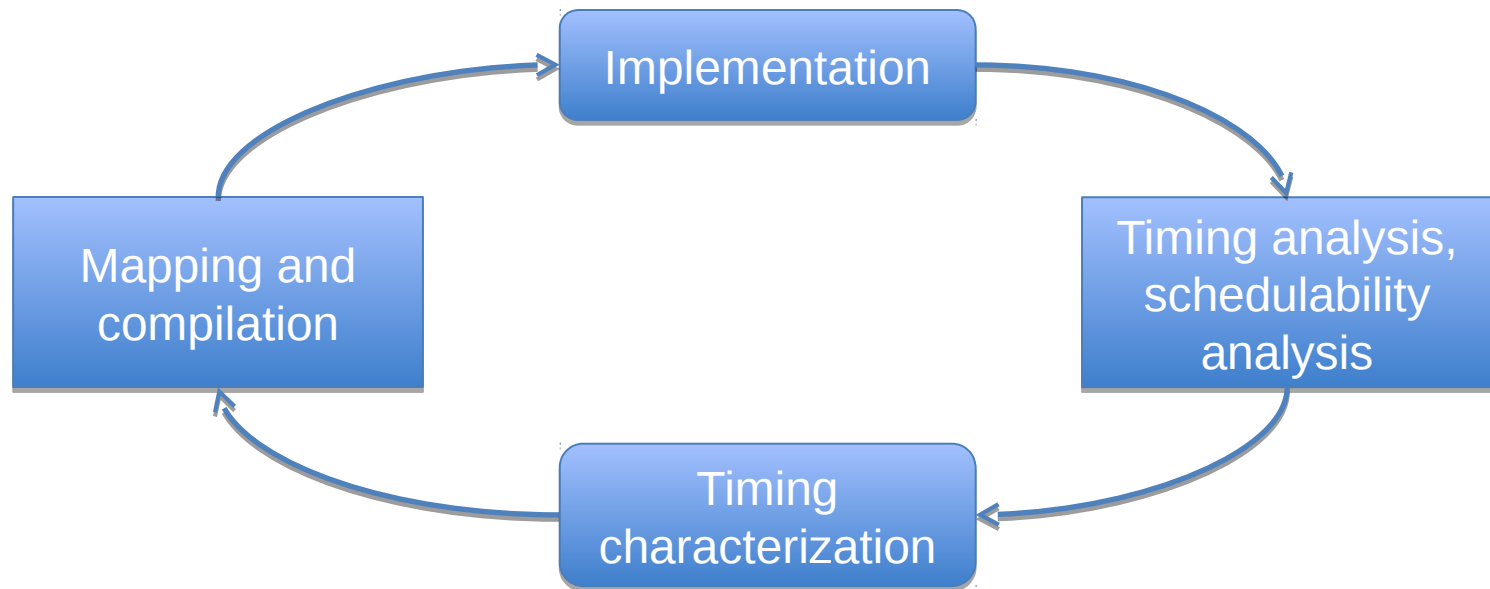 Implementation
Mapping and
compilation
Timing analysis,
schedulability
analysis
Timing
characterization